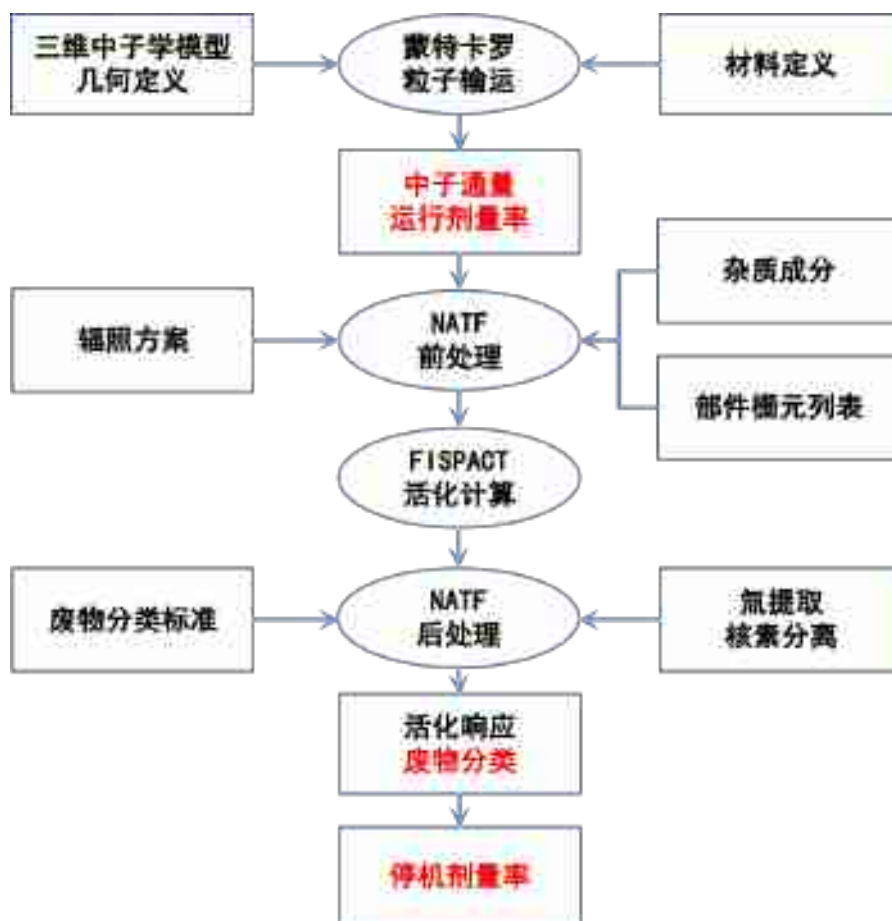 三维中子学模型
几何定义
蒙特卡罗
粒子输运
材料定义
中子通量
运行剂量率
杂质成分
辐照方案
NATF
前处理
部件栅元列表
FISPACT
活化计算
废物分类标准
NATF
后处理
氚提取
核素分离
活化响应
废物分类
停机剂量率